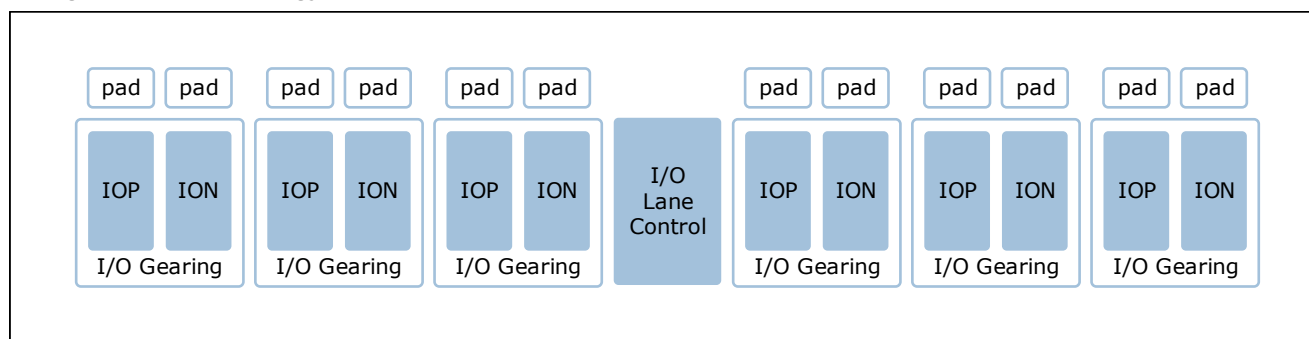 pad pad pad pad pad pad pad pad pad pad pad pad
IOP ION IOP ION IOP ION I/O Lane Control IOP ION IOP ION IOP ION
I/O Gearing I/O Gearing I/O Gearing I/O Gearing I/O Gearing I/O Gearing